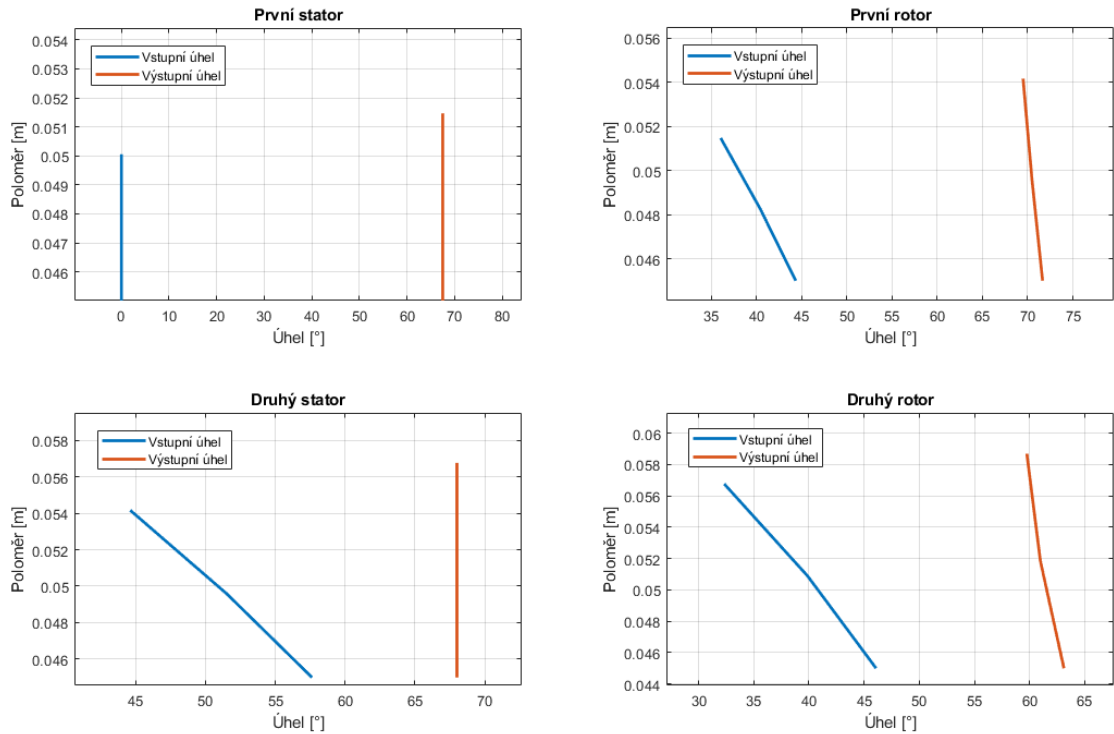 První stator
0.054
0.053
0.052
0.051
0.05
0.049
0.048
0.047
0.046
Poloměr [m]
Vstupní úhel
Výstupní úhel
0 10 20 30 40 50 60 70 80
Úhel [°]
První rotor
0.056
0.054
0.052
0.05
0.048
0.046
Poloměr [m]
Vstupní úhel
Výstupní úhel
35 40 45 50 55 60 65 70 75
Úhel [°]
Druhý stator
0.058
0.056
0.054
0.052
0.05
0.048
0.046
Poloměr [m]
Vstupní úhel
Výstupní úhel
45 50 55 60 65 70
Úhel [°]
Druhý rotor
0.06
0.058
0.056
0.054
0.052
0.05
0.048
0.046
0.044
Poloměr [m]
Vstupní úhel
Výstupní úhel
30 35 40 45 50 55 60 65
Úhel [°]